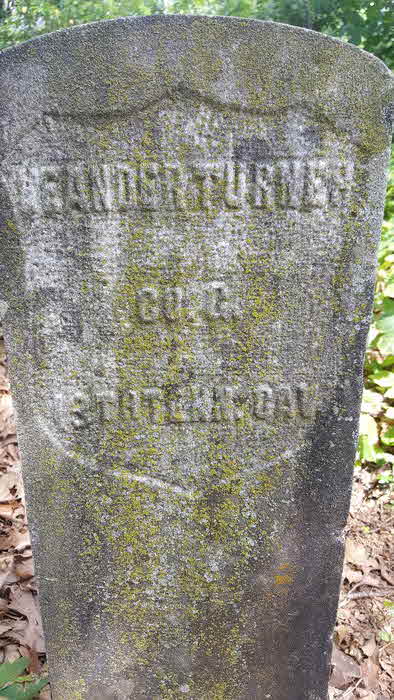 LEANDER TURNER
CO. C.
1ST TENN. CAV.